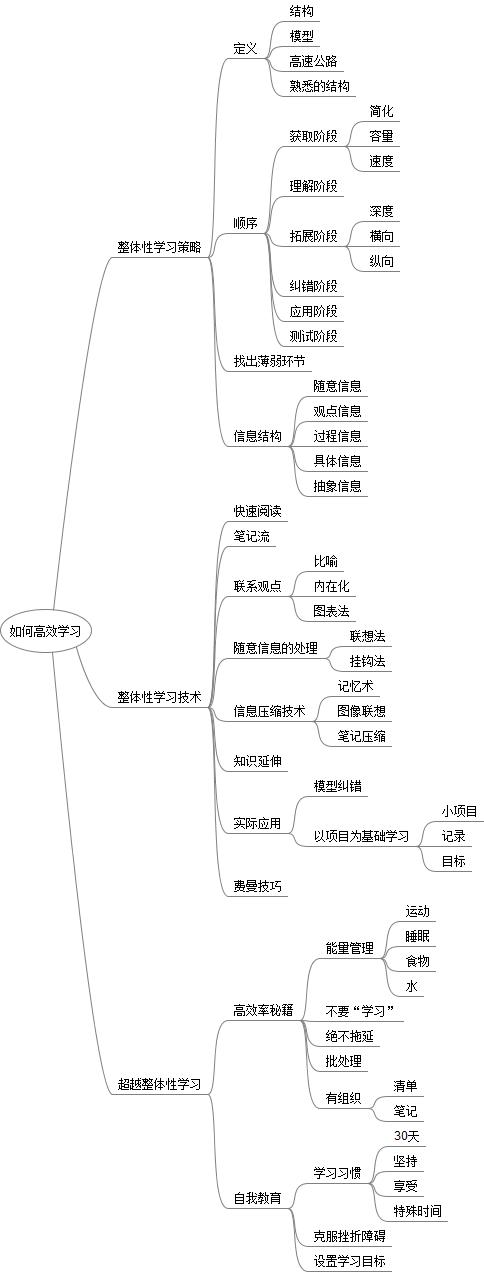 结构
模型
定义
高速公路
熟悉的结构
简化
获取阶段
容量
速度
理解阶段
深度
顺序
拓展阶段
横向
整体性学习策略
纵向
纠错阶段
应用阶段
测试阶段
找出薄弱环节
随意信息
观点信息
信息结构
过程信息
具体信息
抽象信息
快速阅读
笔记流
比喻
联系观点
内在化
图表法
如何高效学习
联想法
随意信息的处理
挂钩法
记忆术
整体性学习技术
信息压缩技术
图像联想
笔记压缩
知识延伸
模型纠错
小项目
实际应用
以项目为基础学习
记录
目标
费曼技巧
运动
睡眠
能量管理
食物
水
高效率秘籍
不要“学习”
绝不拖延
批处理
清单
超越整体性学习
有组织
笔记
30天
坚持
学习习惯
享受
自我教育
特殊时间
克服挫折障碍
设置学习目标